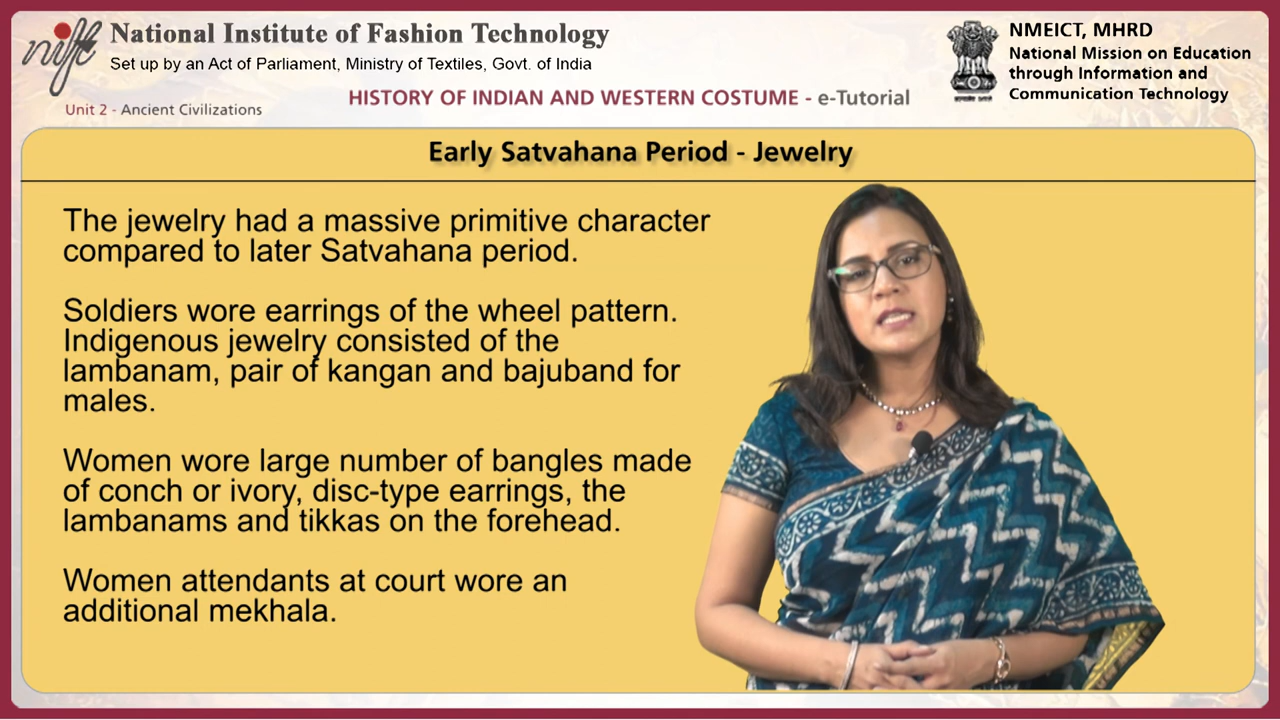 nift
National Institute of Fashion Technology
Set up by an Act of Parliament, Ministry of Textiles, Govt. of India
NMEICT, MHRD
National Mission on Education
through Information and
Communication Technology
Unit 2 - Ancient Civilizations
HISTORY OF INDIAN AND WESTERN COSTUME - e-Tutorial
Early Satvahana Period - Jewelry
The jewelry had a massive primitive character
compared to later Satvahana period.
Soldiers wore earrings of the wheel pattern.
Indigenous jewelry consisted of the
lambanam, pair of kangan and bajuband for
males.
Women wore large number of bangles made
of conch or ivory, disc-type earrings, the
lambanams and tikkas on the forehead.
Women attendants at court wore an
additional mekhala.